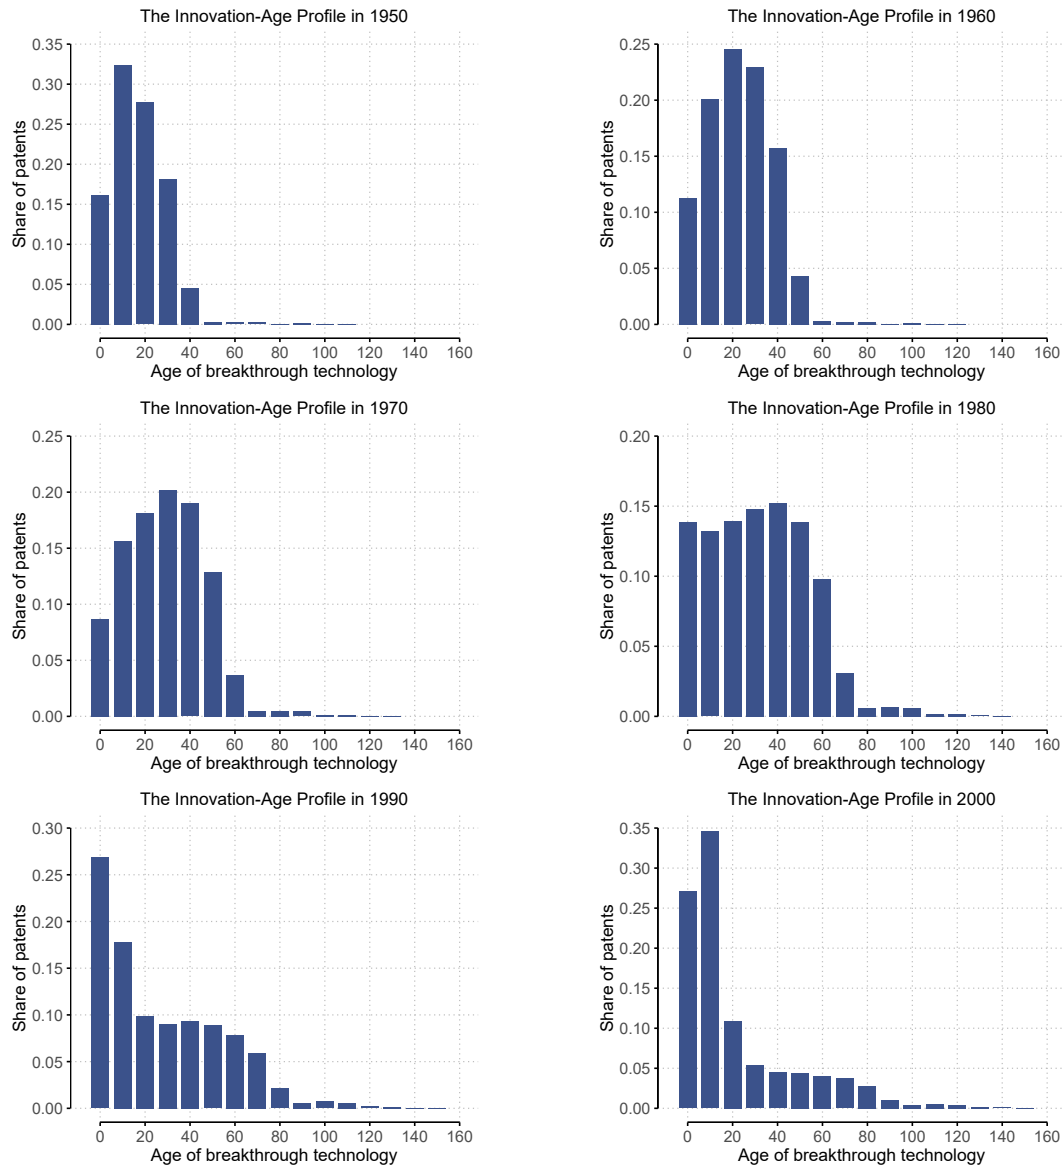 The Innovation-Age Profile in 1950
0.35
0.30
0.25
0.20
0.15
0.10
0.05
0.00
Share of patents
0 20 40 60 80 100 120 140 160
Age of breakthrough technology
The Innovation-Age Profile in 1960
0.25
0.20
0.15
0.10
0.05
0.00
Share of patents
0 20 40 60 80 100 120 140 160
Age of breakthrough technology
The Innovation-Age Profile in 1970
0.25
0.20
0.15
0.10
0.05
0.00
Share of patents
0 20 40 60 80 100 120 140 160
Age of breakthrough technology
The Innovation-Age Profile in 1980
0.20
0.15
0.10
0.05
0.00
Share of patents
0 20 40 60 80 100 120 140 160
Age of breakthrough technology
The Innovation-Age Profile in 1990
0.30
0.25
0.20
0.15
0.10
0.05
0.00
Share of patents
0 20 40 60 80 100 120 140 160
Age of breakthrough technology
The Innovation-Age Profile in 2000
0.35
0.30
0.25
0.20
0.15
0.10
0.05
0.00
Share of patents
0 20 40 60 80 100 120 140 160
Age of breakthrough technology